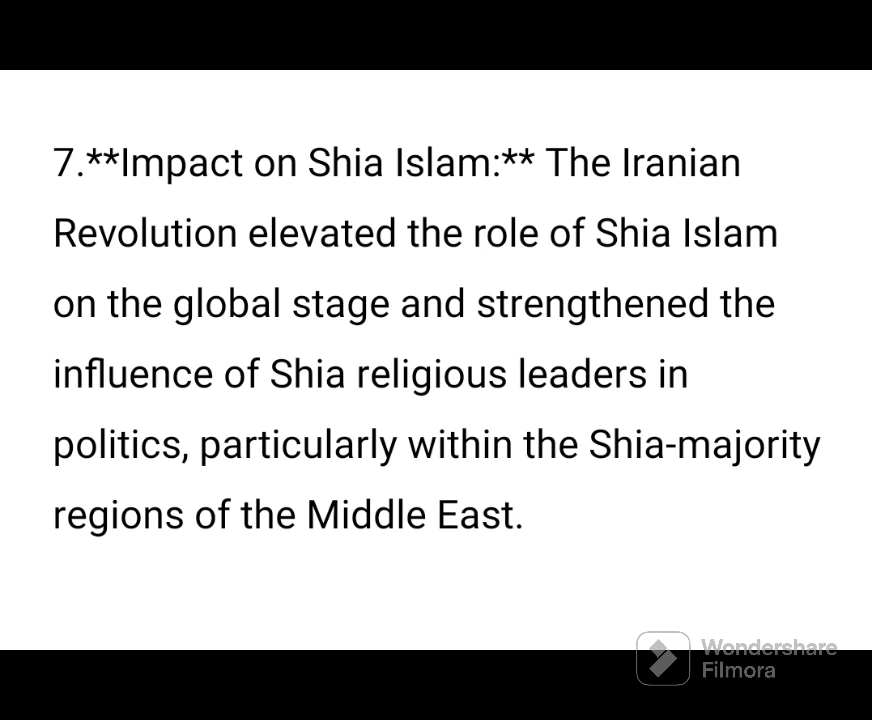 7.**Impact on Shia Islam:** The Iranian
Revolution elevated the role of Shia Islam
on the global stage and strengthened the
influence of Shia religious leaders in
politics, particularly within the Shia-majority
regions of the Middle East.
Wondershare
Filmora